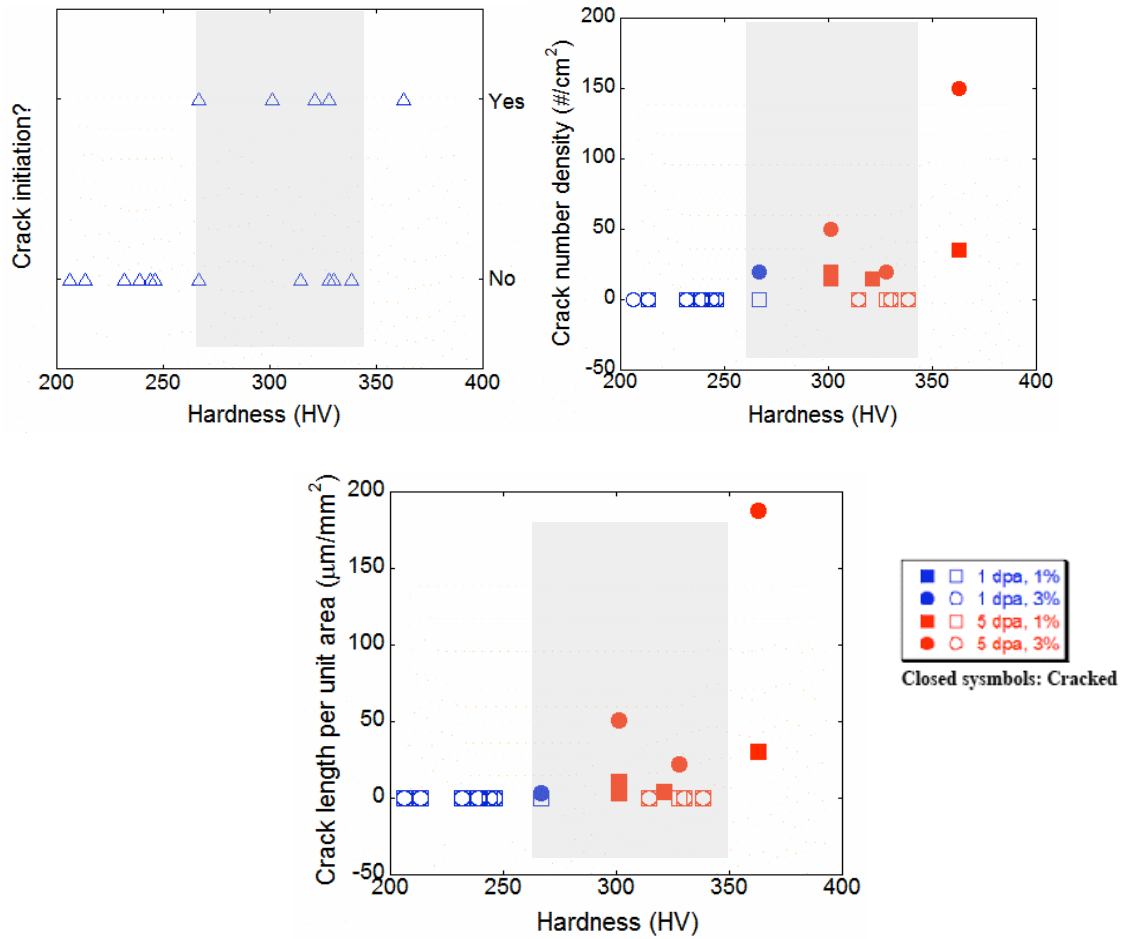 Crack initiation?
Yes
No
200 250 300 350 400
Hardness (HV)
Crack number density (#/cm²)
200
150
100
50
0
-50
200 250 300 350 400
Hardness (HV)
Crack length per unit area (μm/mm²)
200
150
100
50
0
-50
200 250 300 350 400
Hardness (HV)
1 dpa, 1%
1 dpa, 3%
5 dpa, 1%
5 dpa, 3%
Closed sysmbols: Cracked